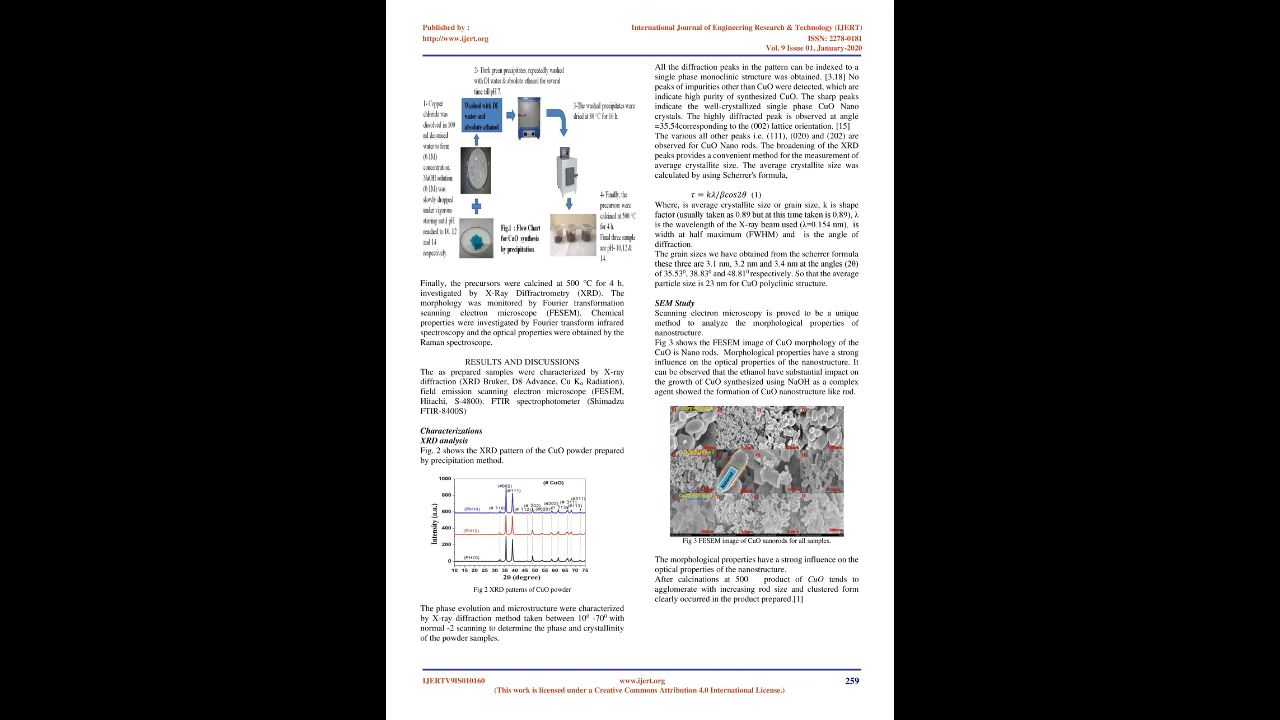 Published by :
http://www.ijert.org
International Journal of Engineering Research & Technology (IJERT)
ISSN: 2278-0181
Vol. 9 Issue 01, January-2020
2- Dark green precipitates, repeatedly washed
with DI water & absolute ethanol for several
time till pH 7.
1- Copper
chloride was
dissolved in 100
ml deionised
water to form
(0.1M)
concentration,
NaOH solution
(0.1M) was
slowly dropped
under vigorous
stirring until pH
reached to 10, 12
and 14
respectively.
Washed with DI
water and
absolute ethanol
3-The washed precipitates were
dried at 80 °C for 16 h.
4- Finally, the
precursors were
calcined at 500 °C
for 4 h.
Final three sample
are pH- 10,12 &
14.
Fig.1 : Flow Chart
for CuO synthesis
by precipitation
Finally, the precursors were calcined at 500 °C for 4 h.
investigated by X-Ray Diffractometry (XRD). The
morphology was monitored by Fourier transformation
scanning electron microscope (FESEM). Chemical
properties were investigated by Fourier transform infrared
spectroscopy and the optical properties were obtained by the
Raman spectroscope.
RESULTS AND DISCUSSIONS
The as prepared samples were characterized by X-ray
diffraction (XRD Bruker, D8 Advance, Cu Kα Radiation),
field emission scanning electron microscope (FESEM,
Hitachi, S-4800). FTIR spectrophotometer (Shimadzu
FTIR-8400S)
Characterizations
XRD analysis
Fig. 2 shows the XRD pattern of the CuO powder prepared
by precipitation method.
1000
800
600
400
200
0
Intensity (a.u.)
(# CuO)
(#002)
(#111)
(PH14)
(PH12)
(PH10)
10 15 20 25 30 35 40 45 50 55 60 65 70 75
2θ (degree)
Fig 2 XRD patterns of CuO powder
The phase evolution and microstructure were characterized
by X-ray diffraction method taken between 10⁰ -70⁰ with
normal -2 scanning to determine the phase and crystallinity
of the powder samples.
All the diffraction peaks in the pattern can be indexed to a
single phase monoclinic structure was obtained. [3,18] No
peaks of impurities other than CuO were detected, which are
indicate high purity of synthesized CuO. The sharp peaks
indicate the well-crystallized single phase CuO Nano
crystals. The highly diffracted peak is observed at angle
=35.54corresponding to the (002) lattice orientation. [15]
The various all other peaks i.e. (111), (020) and (202) are
observed for CuO Nano rods. The broadening of the XRD
peaks provides a convenient method for the measurement of
average crystallite size. The average crystallite size was
calculated by using Scherrer's formula,
τ = kλ/βcos2θ (1)
Where, is average crystallite size or grain size, k is shape
factor (usually taken as 0.89 but at this time taken is 0.89), λ
is the wavelength of the X-ray beam used (λ=0.154 nm), is
width at half maximum (FWHM) and is the angle of
diffraction.
The grain sizes we have obtained from the scherrer formula
these three are 3.1 nm, 3.2 nm and 3.4 nm at the angles (2θ)
of 35.53⁰, 38.83⁰ and 48.81⁰ respectively. So that the average
particle size is 23 nm for CuO polyclinic structure.
SEM Study
Scanning electron microscopy is proved to be a unique
method to analyze the morphological properties of
nanostructure.
Fig 3 shows the FESEM image of CuO morphology of the
CuO is Nano rods. Morphological properties have a strong
influence on the optical properties of the nanostructure. It
can be observed that the ethanol have substantial impact on
the growth of CuO synthesized using NaOH as a complex
agent showed the formation of CuO nanostructure like rod.
Fig 3 FESEM image of CuO nanorods for all samples.
The morphological properties have a strong influence on the
optical properties of the nanostructure.
After calcinations at 500 product of CuO tends to
agglomerate with increasing rod size and clustered form
clearly occurred in the product prepared.[1]
IJERTV9IS010160
www.ijert.org
259
(This work is licensed under a Creative Commons Attribution 4.0 International License.)